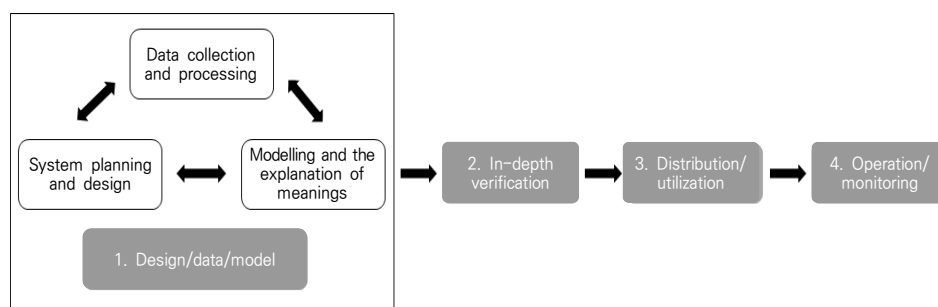 Data collection
and processing
System planning
and design
Modelling and the
explanation of
meanings
1. Design/data/model
2. In-depth
verification
3. Distribution/
utilization
4. Operation/
monitoring